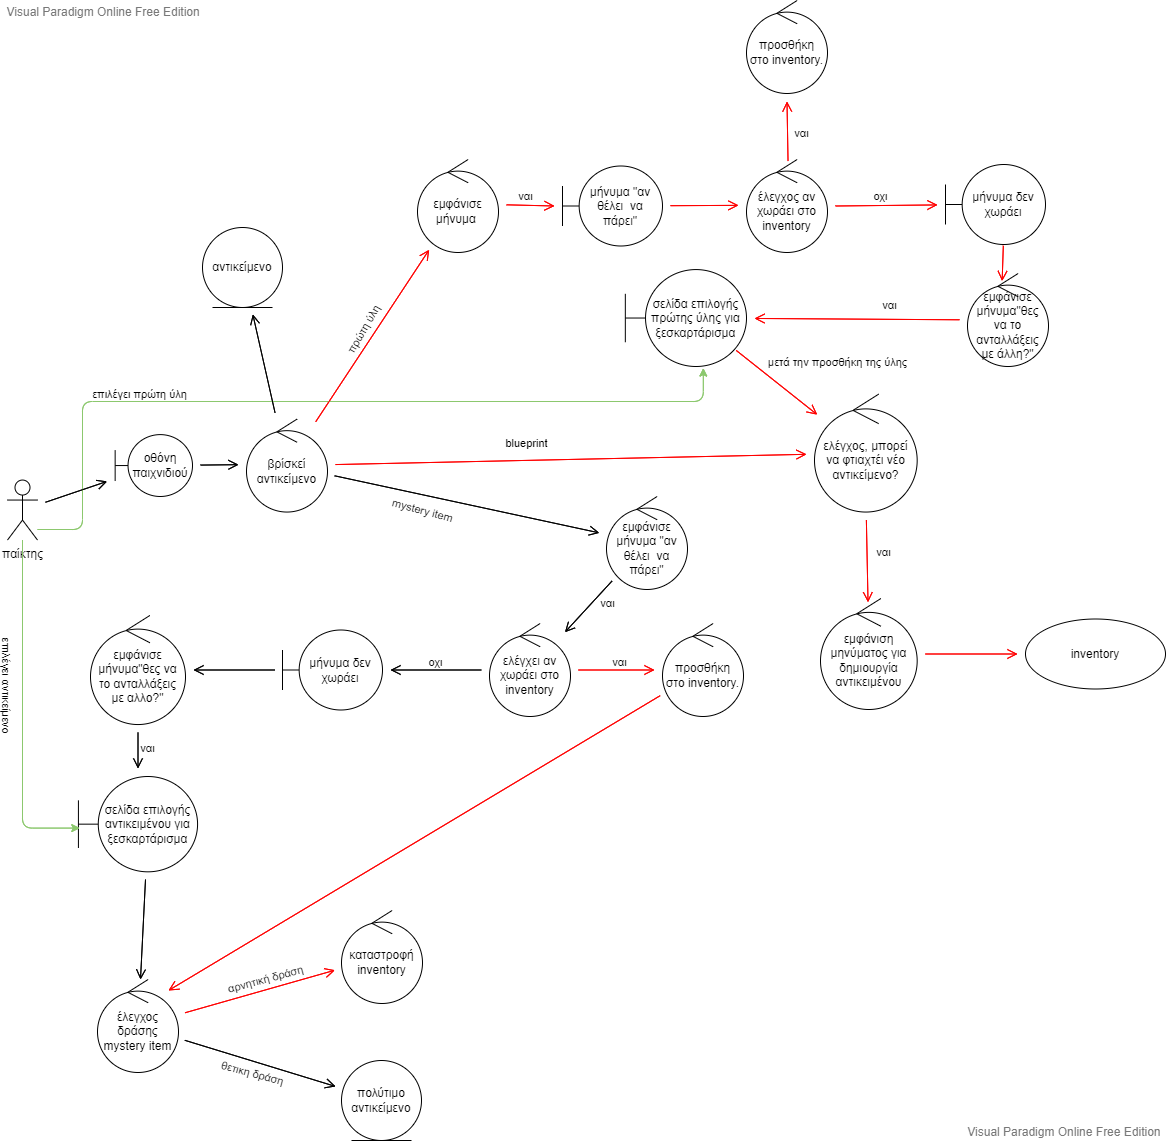 Visual Paradigm Online Free Edition
προσθήκη
στο inventory.
ναι
εμφάνισε
μήνυμα
ναι
μήνυμα "αν
θέλει να
πάρει"
έλεγχος αν
χωράει στο
inventory
οχι
μήνυμα δεν
χωράει
αντικείμενο
πρώτη ύλη
σελίδα επιλογής
πρώτης ύλης για
ξεσκαρτάρισμα
ναι
εμφάνισε
μήνυμα"θες
να το
ανταλλάξεις
με άλλη?"
μετά την προσθήκη της ύλης
επιλέγει πρώτη ύλη
οθόνη
παιχνιδιού
βρίσκεί
αντικείμενο
blueprint
ελέγχος, μπορεί
να φτιαχτέι νέο
αντικείμενο?
mystery item
εμφάνισε
μήνυμα "αν
θέλει να
πάρει"
παίκτης
ναι
ναι
επιλέγει αντικείμενο
εμφάνισε
μήνυμα"θες να
το ανταλλάξεις
με αλλο?"
μήνυμα δεν
χωράει
οχι
ελέγχει αν
χωράει στο
inventory
ναι
προσθήκη
στο inventory.
εμφάνιση
μηνύματος για
δημιουργία
αντικειμένου
inventory
ναι
σελίδα επιλογής
αντικειμένου για
ξεσκαρτάρισμα
έλεγχος
δράσης
mystery item
αρνητική δράση
καταστροφή
inventory
θετικη δράση
πολύτιμο
αντικείμενο
Visual Paradigm Online Free Edition